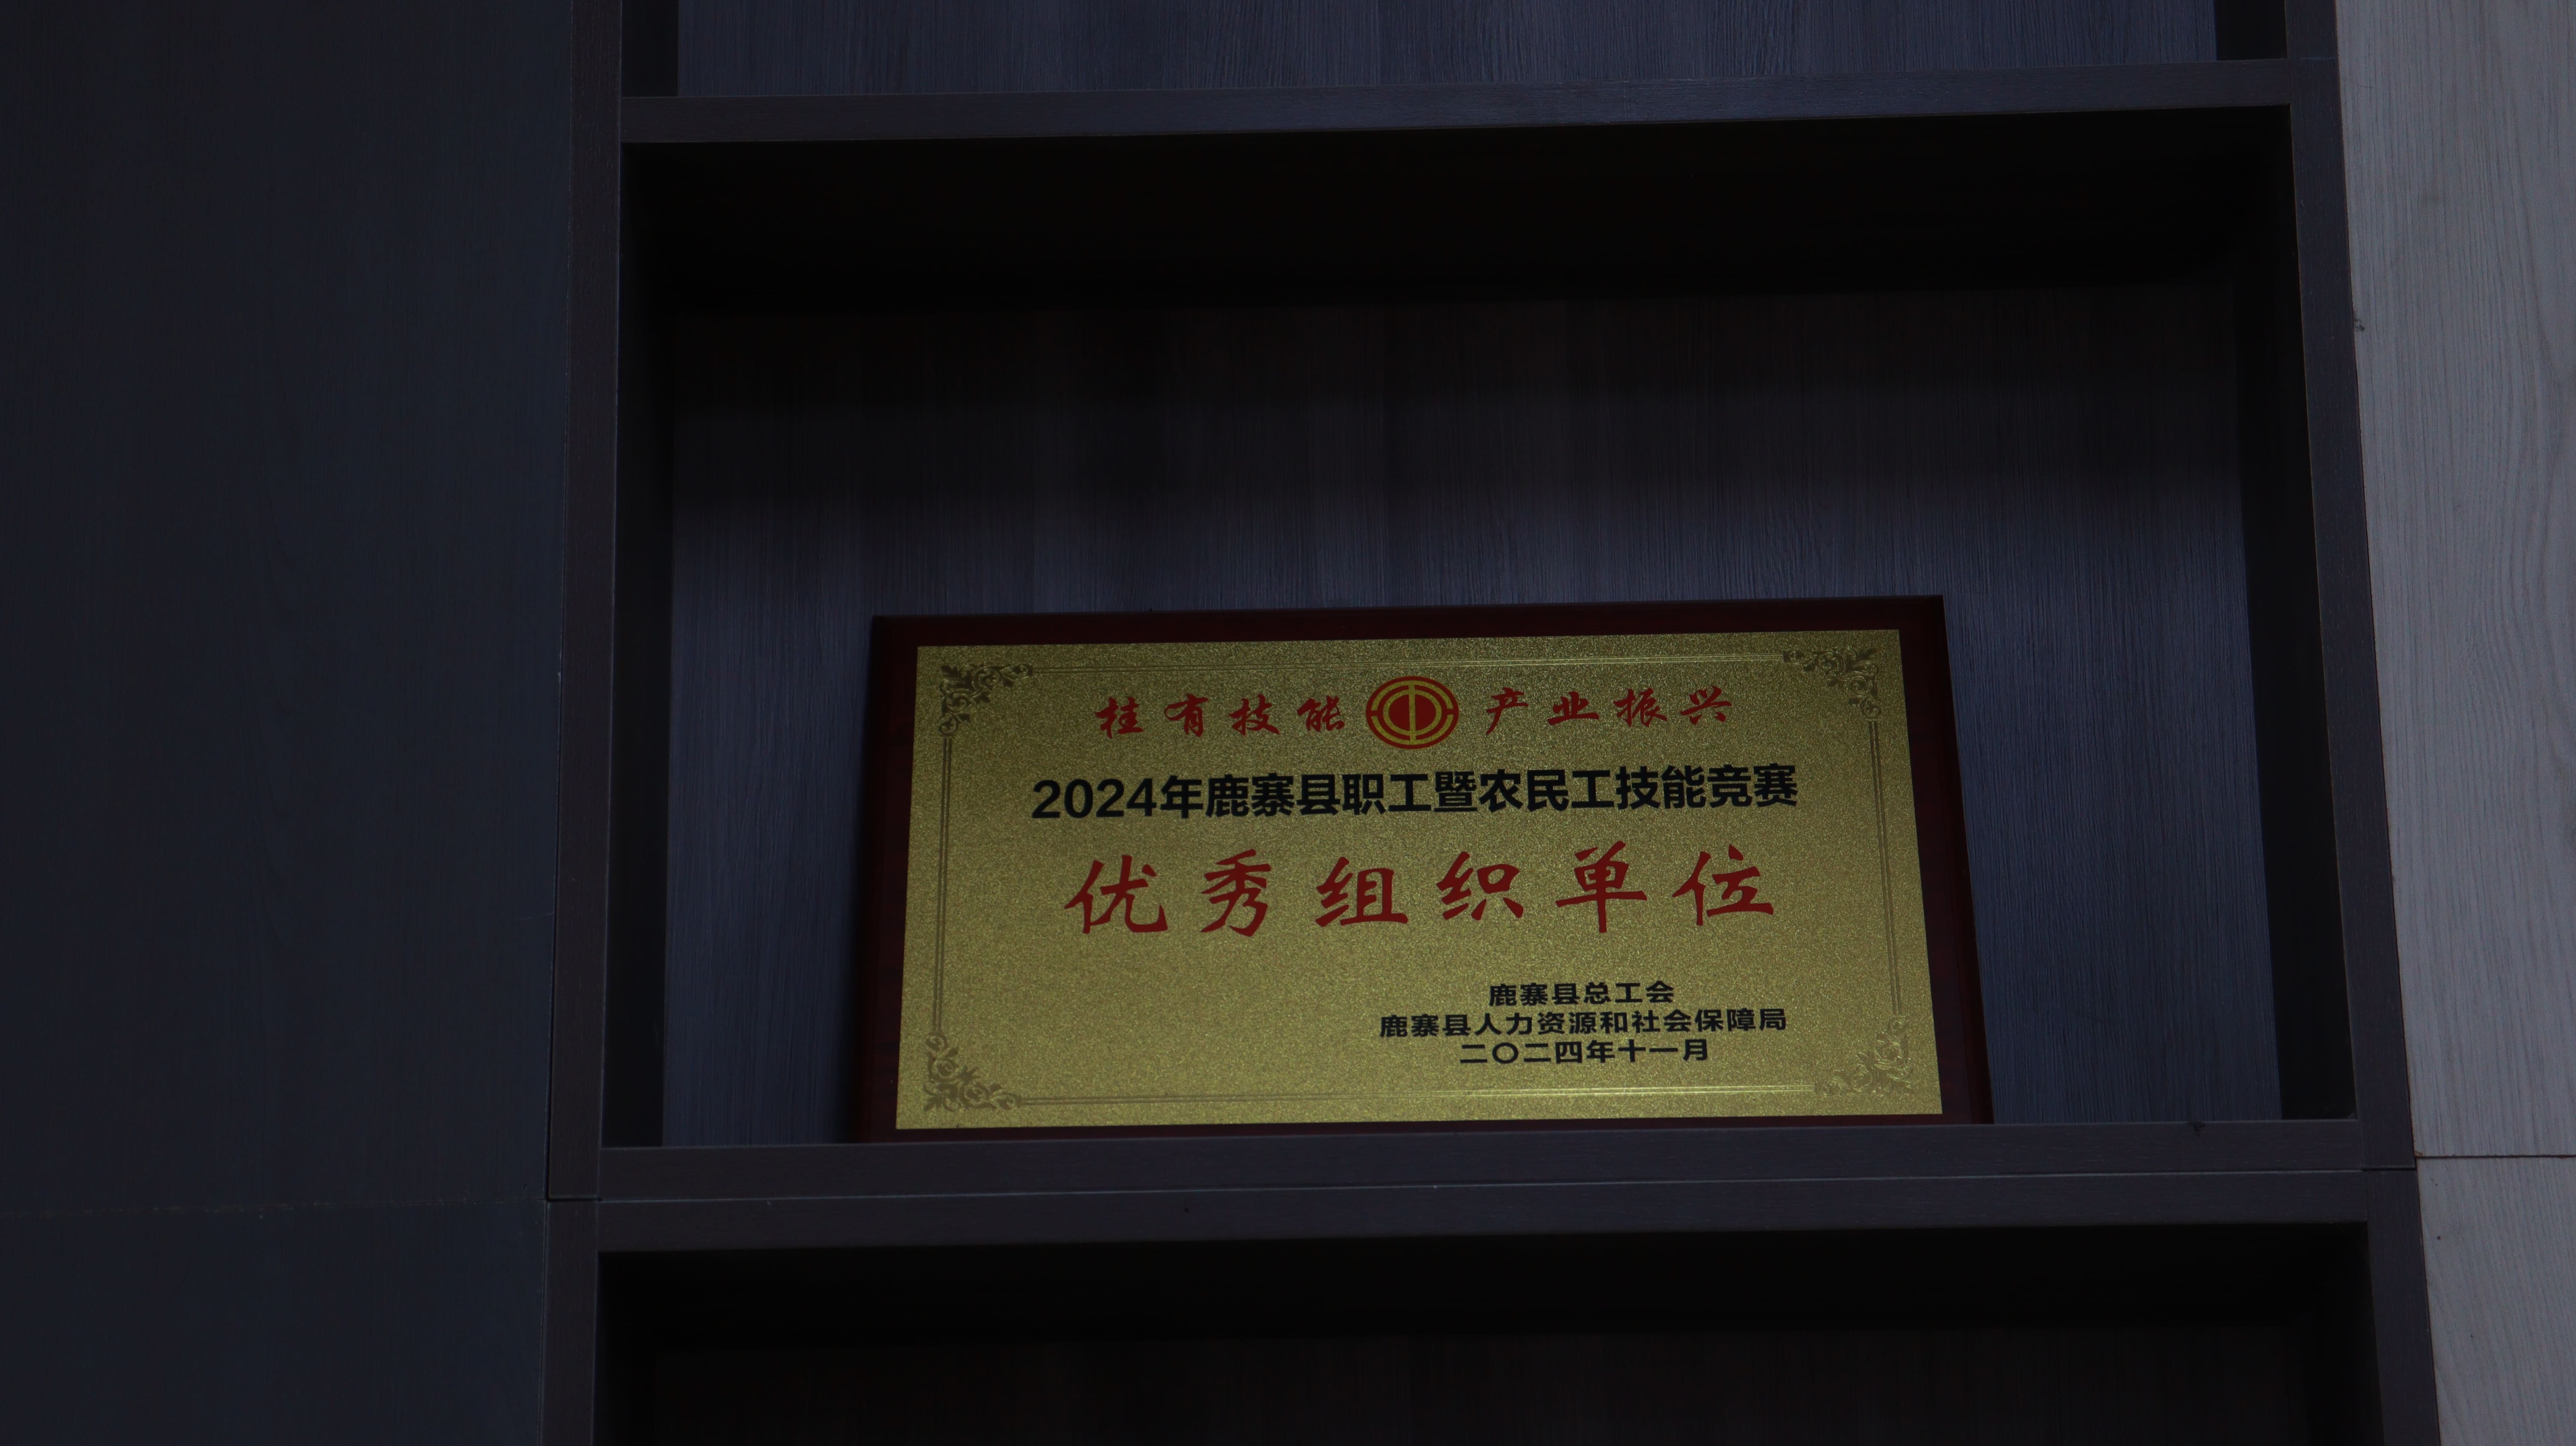 桂有技能 产业振兴
2024年鹿寨县职工暨农民工技能竞赛
优秀组织单位
鹿寨县总工会
鹿寨县人力资源和社会保障局
二〇二四年十一月